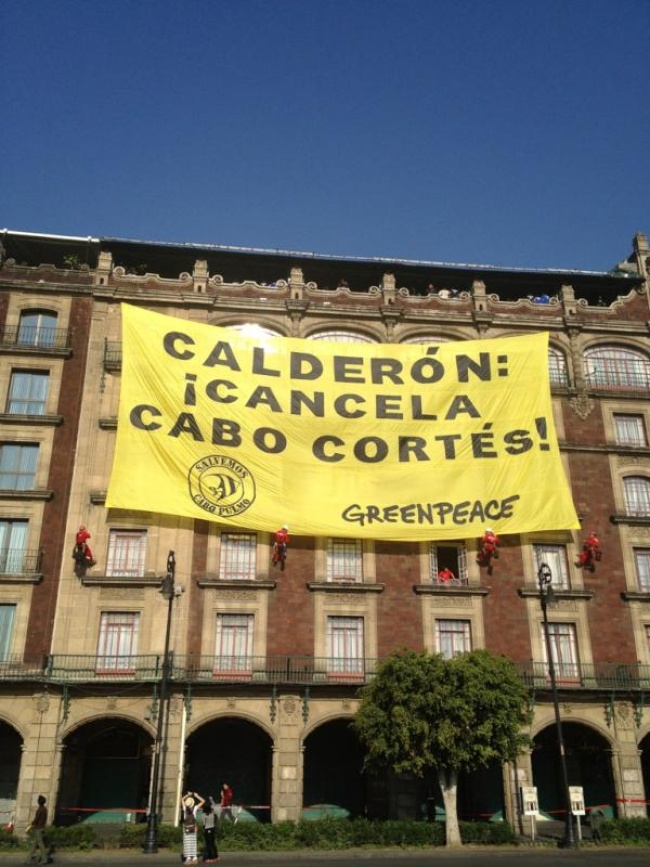 CALDERÓN:
¡CANCELA
CABO CORTÉS!
SALVEMOS
CABO PULMO
GREENPEACE